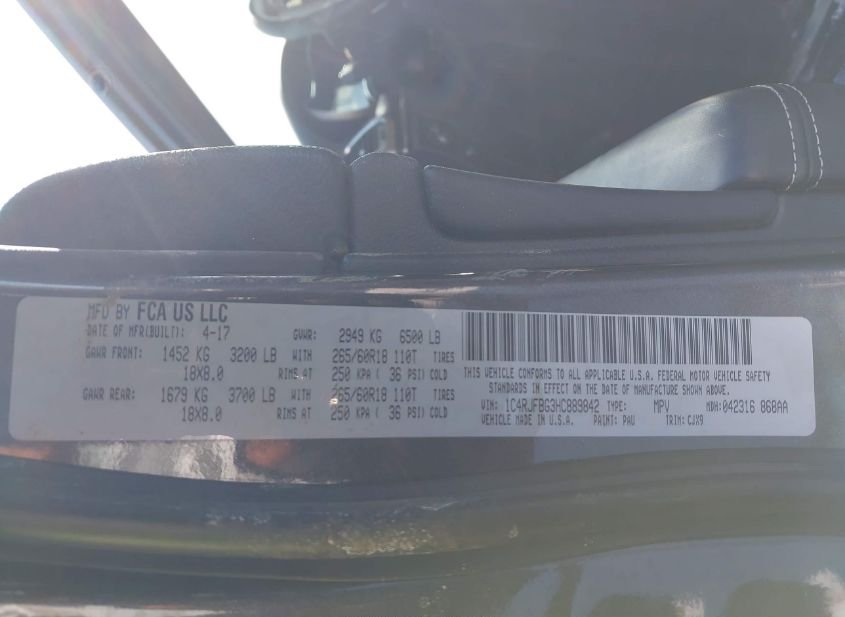 MFD BY FCA US LLC
DATE OF MFR(BUILT): 4-17 GVWR: 2949 KG 6500 LB
GAWR FRONT: 1452 KG 3200 LB WITH 265/60R18 110T TIRES
18X8.0 RIMS AT 250 KPA ( 36 PSI) COLD
GAWR REAR: 1679 KG 3700 LB WITH 265/60R18 110T TIRES
18X8.0 RIMS AT 250 KPA ( 36 PSI) COLD
THIS VEHICLE CONFORMS TO ALL APPLICABLE U.S.A. FEDERAL MOTOR VEHICLE SAFETY
STANDARDS IN EFFECT ON THE DATE OF MANUFACTURE SHOWN ABOVE.
VIN: 1C4RJFBG3HC889842 TYPE: MPV MDH: 042316 868AA
VEHICLE MADE IN U.S.A. PAINT: PAU TRIM: CJX9